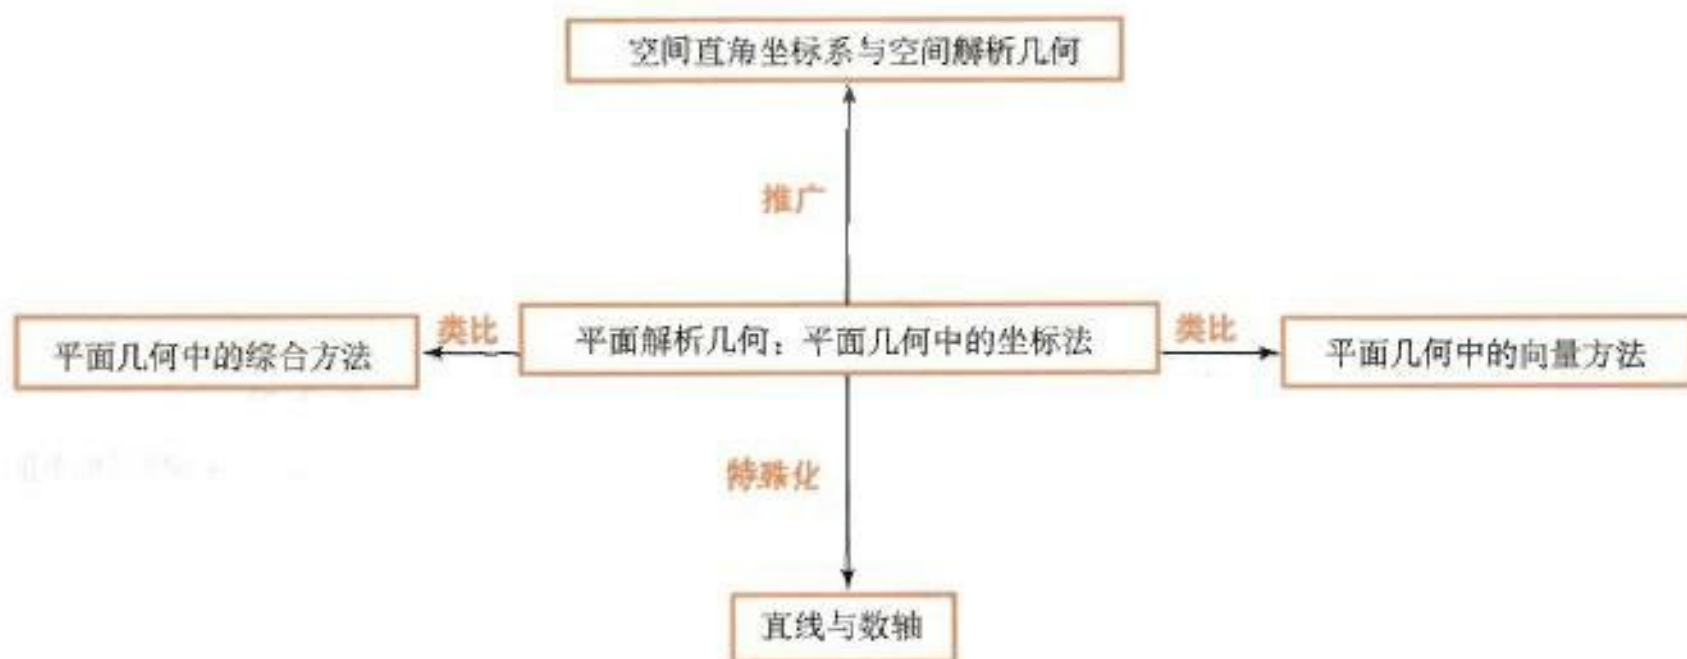 空间直角坐标系与空间解析几何
推广
平面几何中的综合方法
类比
平面解析几何：平面几何中的坐标法
类比
平面几何中的向量方法
特殊化
直线与数轴